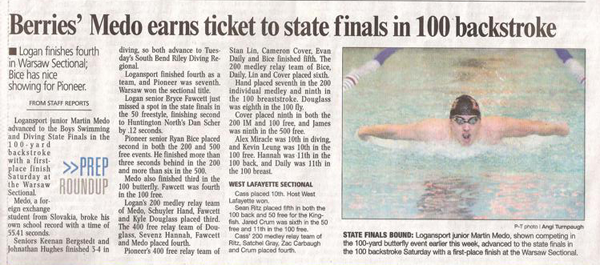 Berries' Medo earns ticket to state finals in 100 backstroke
■ Logan finishes fourth
in Warsaw Sectional;
Bice has nice
showing for Pioneer.
FROM STAFF REPORTS
Logansport junior Martin Medo
advanced to the Boys Swimming
and Diving State Finals in the
100-yard
backstroke
with a first-
place finish
Saturday at
the Warsaw
Sectional.
Medo, a for-
eign exchange
student from Slovakia, broke his
own school record with a time of
55.41 seconds.
Seniors Keenan Bergstedt and
Johnathan Hughes finished 3-4 in
>>PREP
ROUNDUP
diving, so both advance to Tues-
day's South Bend Riley Diving Re-
gional.
Logansport finished fourth as a
team, and Pioneer was seventh.
Warsaw won the sectional title.
Logan senior Bryce Fawcett just
missed a spot in the state finals in
the 50 freestyle, finishing second
to Huntington North's Dan Scher
by .12 seconds.
Pioneer senior Ryan Bice placed
second in both the 200 and 500
free events. He finished more than
three seconds behind in the 200
and more than six in the 500.
Medo also finished third in the
100 butterfly. Fawcett was fourth
in the 100 free.
Logan's 200 medley relay team
of Medo, Schuyler Hand, Fawcett
and Kyle Douglass placed third.
The 400 free relay team of Doug-
lass, Sevenz Hannah, Fawcett
and Medo placed fourth.
Pioneer's 400 free relay team of
Stan Lin, Cameron Cover, Evan
Daily and Bice finished fifth. The
200 medley relay team of Bice,
Daily, Lin and Cover placed sixth.
Hand placed seventh in the 200
individual medley and ninth in
the 100 breaststroke. Douglass
was eighth in the 100 fly.
Cover placed ninth in both the
200 IM and 100 free, and James
was ninth in the 500 free.
Alex Miracle was 10th in diving,
and Kevin Leung was 10th in the
100 free. Hannah was 11th in the
100 back, and Daily was 11th in
the 100 breast.
WEST LAFAYETTE SECTIONAL
Cass placed 10th. Host West
Lafayette won.
Sean Ritz placed fifth in both the
100 back and 50 free for the King-
fish. Jared Crum was sixth in the 50
free and 11th in the 100 free.
Cass' 200 medley relay team of
Ritz, Satchel Gray, Zac Carbaugh
and Crum placed fourth.
P-T photo / Angi Tumpaugh
STATE FINALS BOUND: Logansport junior Martin Medo, shown competing in
the 100-yard butterfly event earlier this week, advanced to the state finals in
the 100 backstroke Saturday with a first-place finish at the Warsaw Sectional.